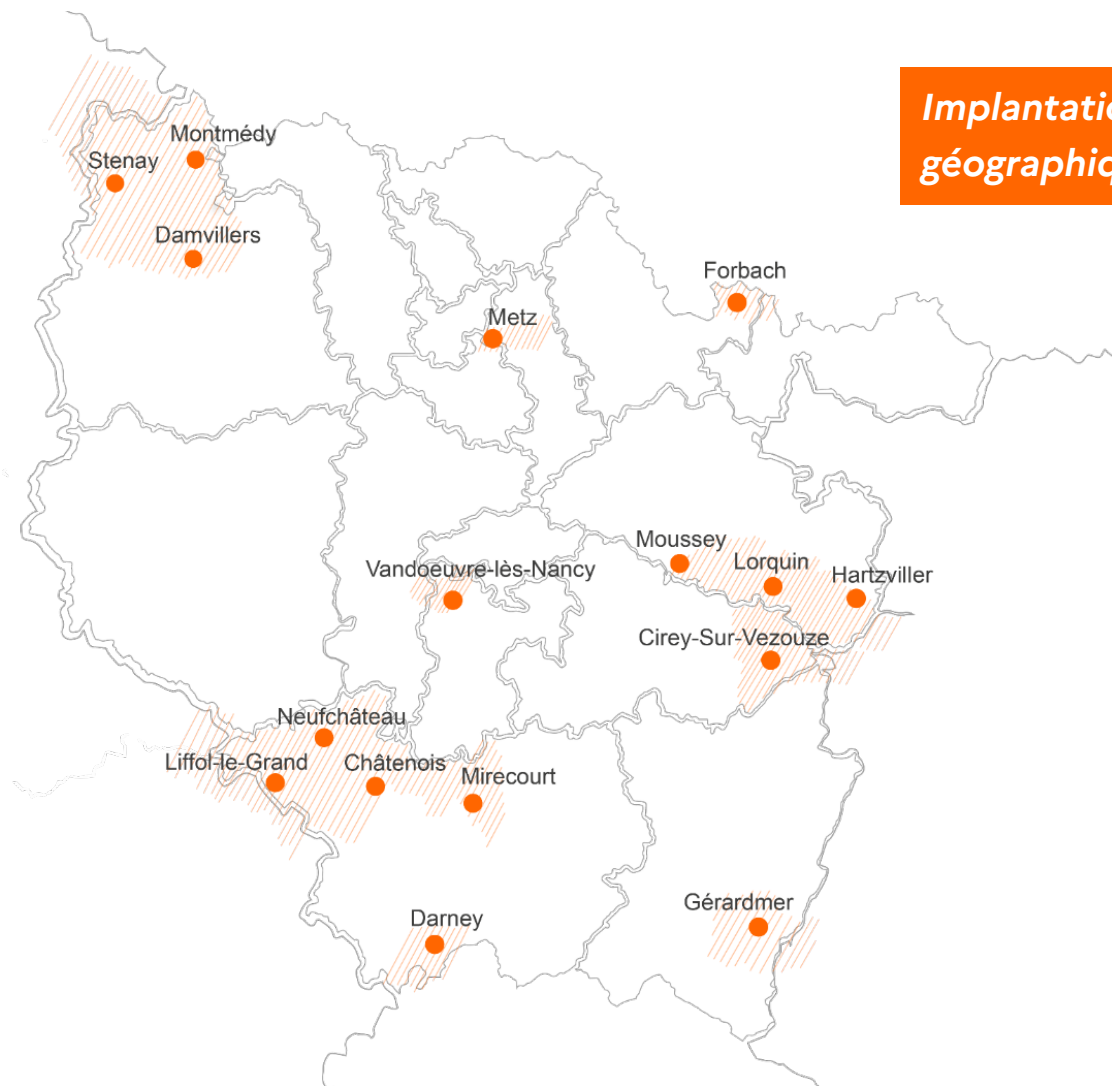 Implantatio
géographiq
Montmédy
Stenay
Damvillers
Forbach
Metz
Moussey
Lorquin
Vandoeuvre-lès-Nancy
Hartzviller
Cirey-Sur-Vezouze
Neufchâteau
Liffol-le-Grand
Châtenois
Mirecourt
Gérardmer
Darney